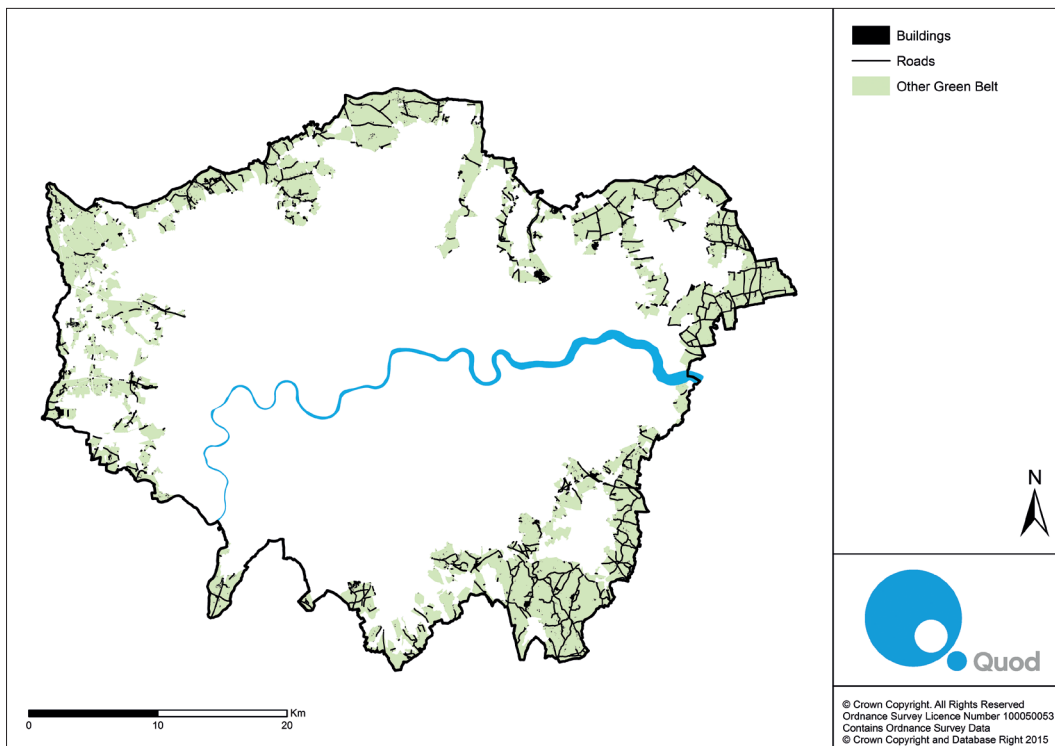 Buildings
Roads
Other Green Belt
N
Km
0 10 20
Quod
© Crown Copyright. All Rights Reserved
Ordnance Survey Licence Number 100050053
Contains Ordnance Survey Data
© Crown Copyright and Database Right 2015